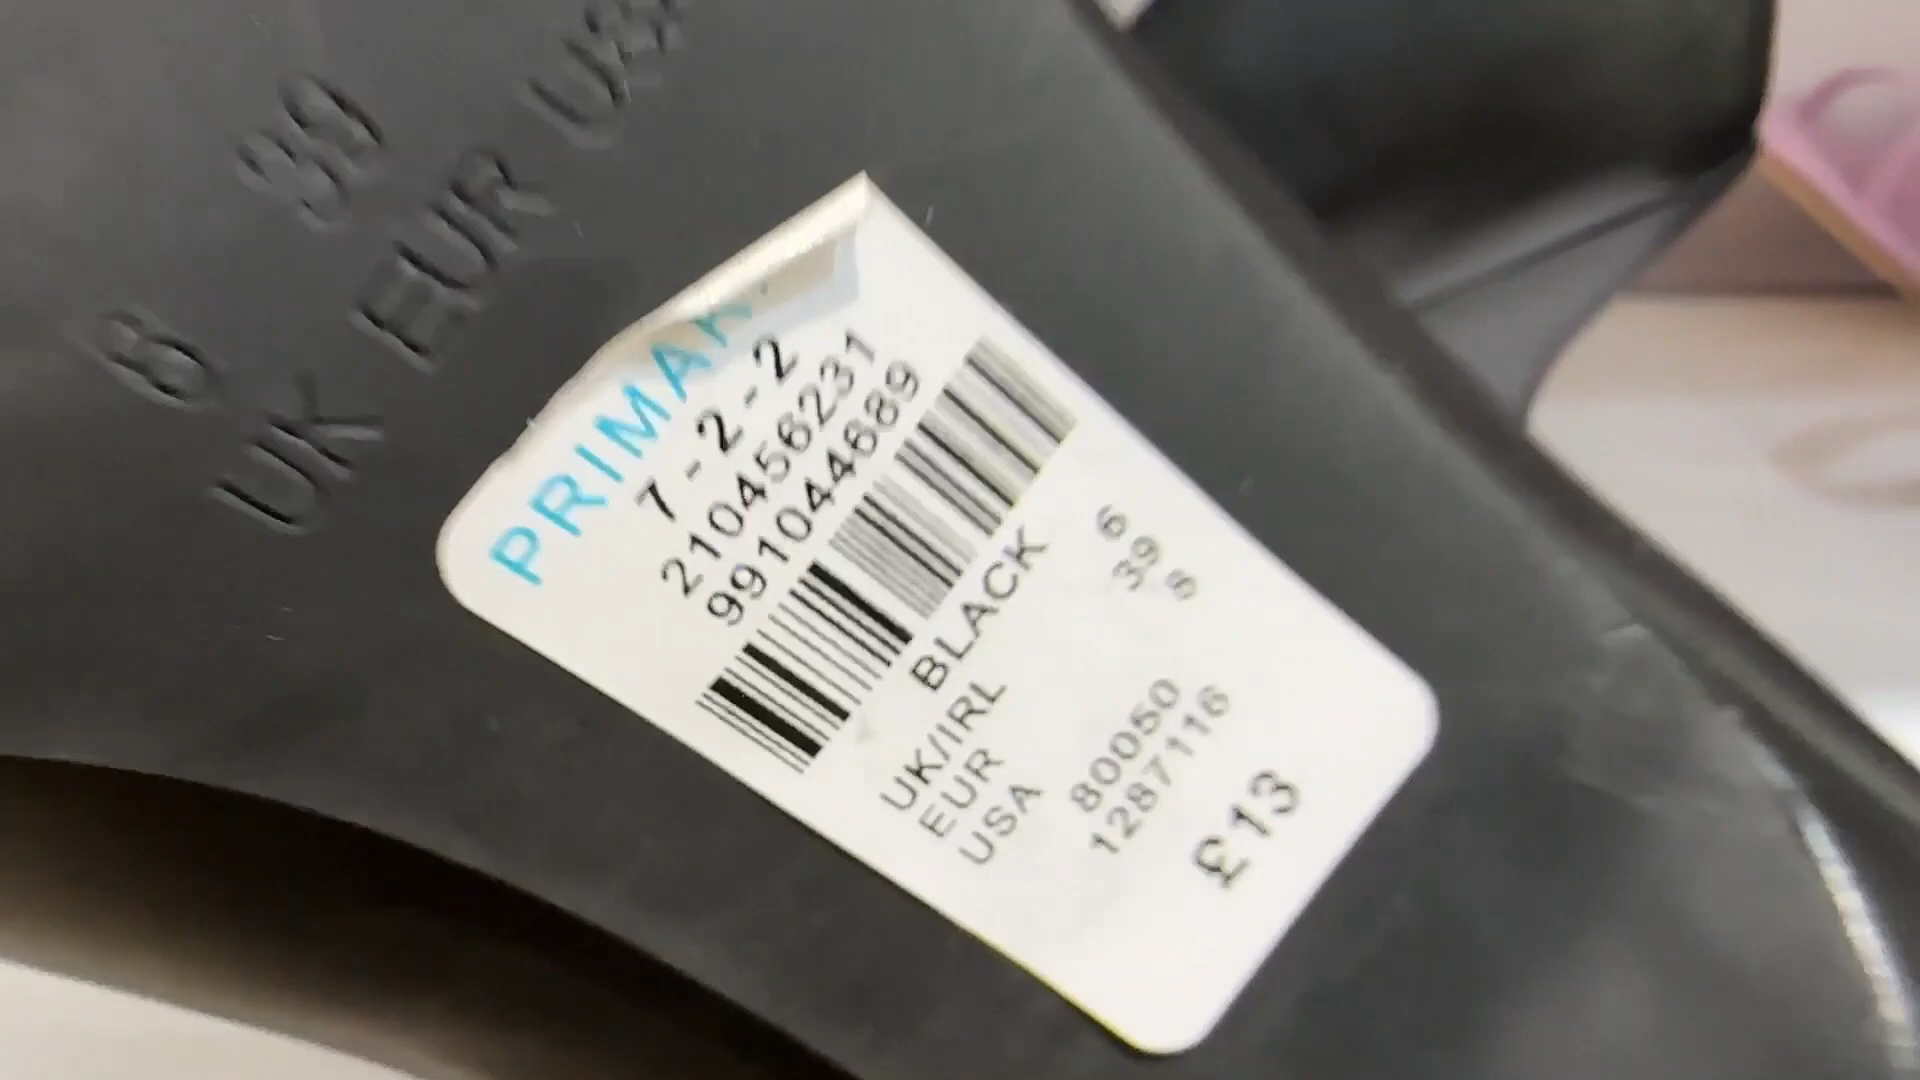 6 39
UK EUR
PRIMARK
7-2-2
210456231
991044689
BLACK
UK/IRL 6
EUR 39
USA 8
80050
1287116
£13